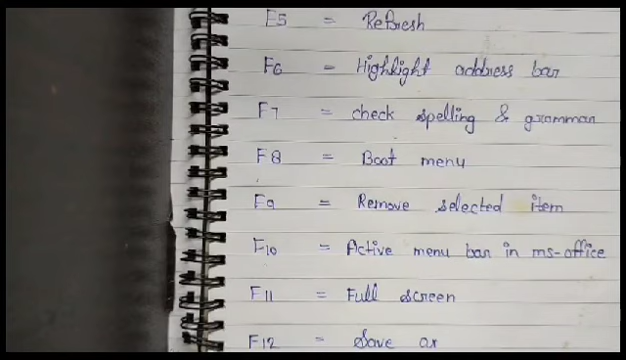 F5 = Refresh
F6 = Highlight address bar
F7 = check spelling & grammar
F8 = Boot menu
F9 = Remove selected item
F10 = Active menu bar in ms-office
F11 = Full screen
F12 = Save as